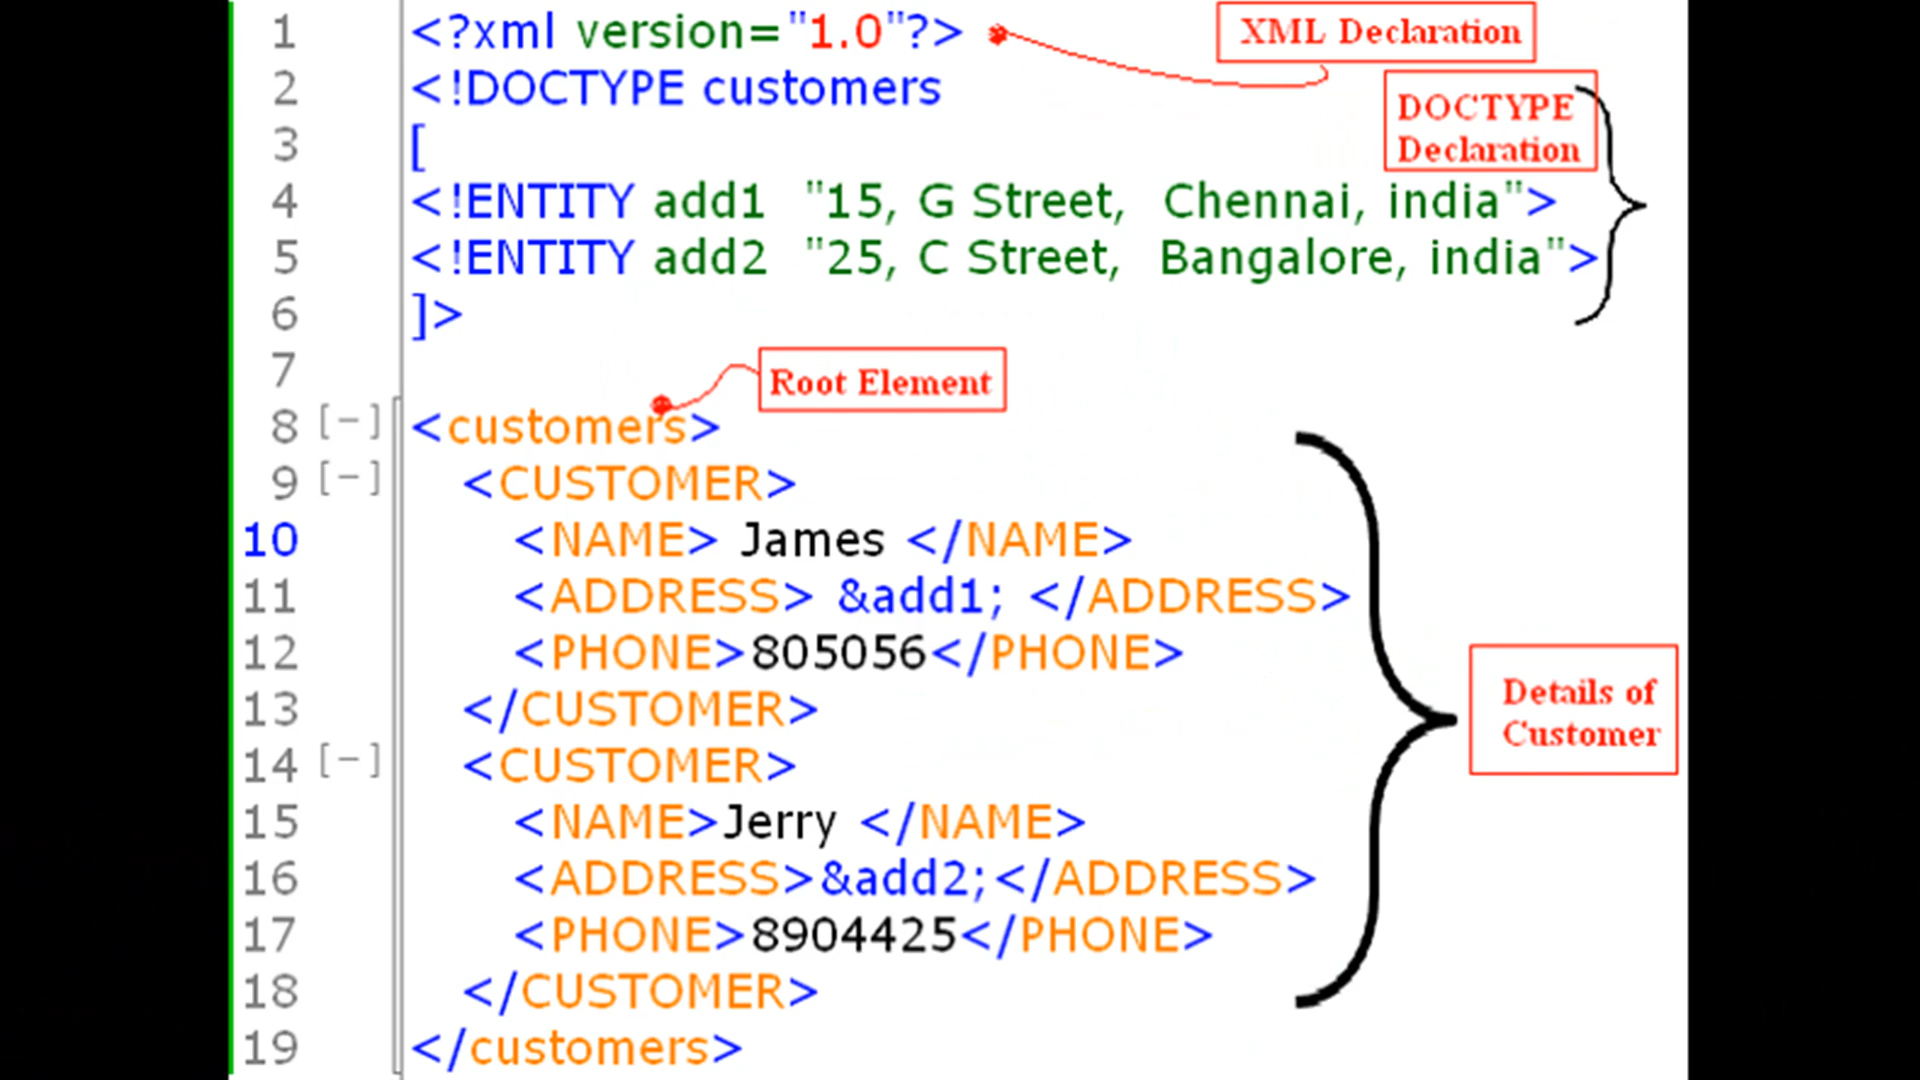 1 <?xml version="1.0"?> XML Declaration
2 <!DOCTYPE customers
DOCTYPE
Declaration
3 [
4 <!ENTITY add1 "15, G Street, Chennai, india">
5 <!ENTITY add2 "25, C Street, Bangalore, india">
6 ]>
7
Root Element
8 [-] <customers>
9 [-] <CUSTOMER>
10 <NAME> James </NAME>
11 <ADDRESS> &add1; </ADDRESS>
12 <PHONE>805056</PHONE>
Details of
Customer
13 </CUSTOMER>
14 [-] <CUSTOMER>
15 <NAME>Jerry </NAME>
16 <ADDRESS>&add2;</ADDRESS>
17 <PHONE>8904425</PHONE>
18 </CUSTOMER>
19 </customers>